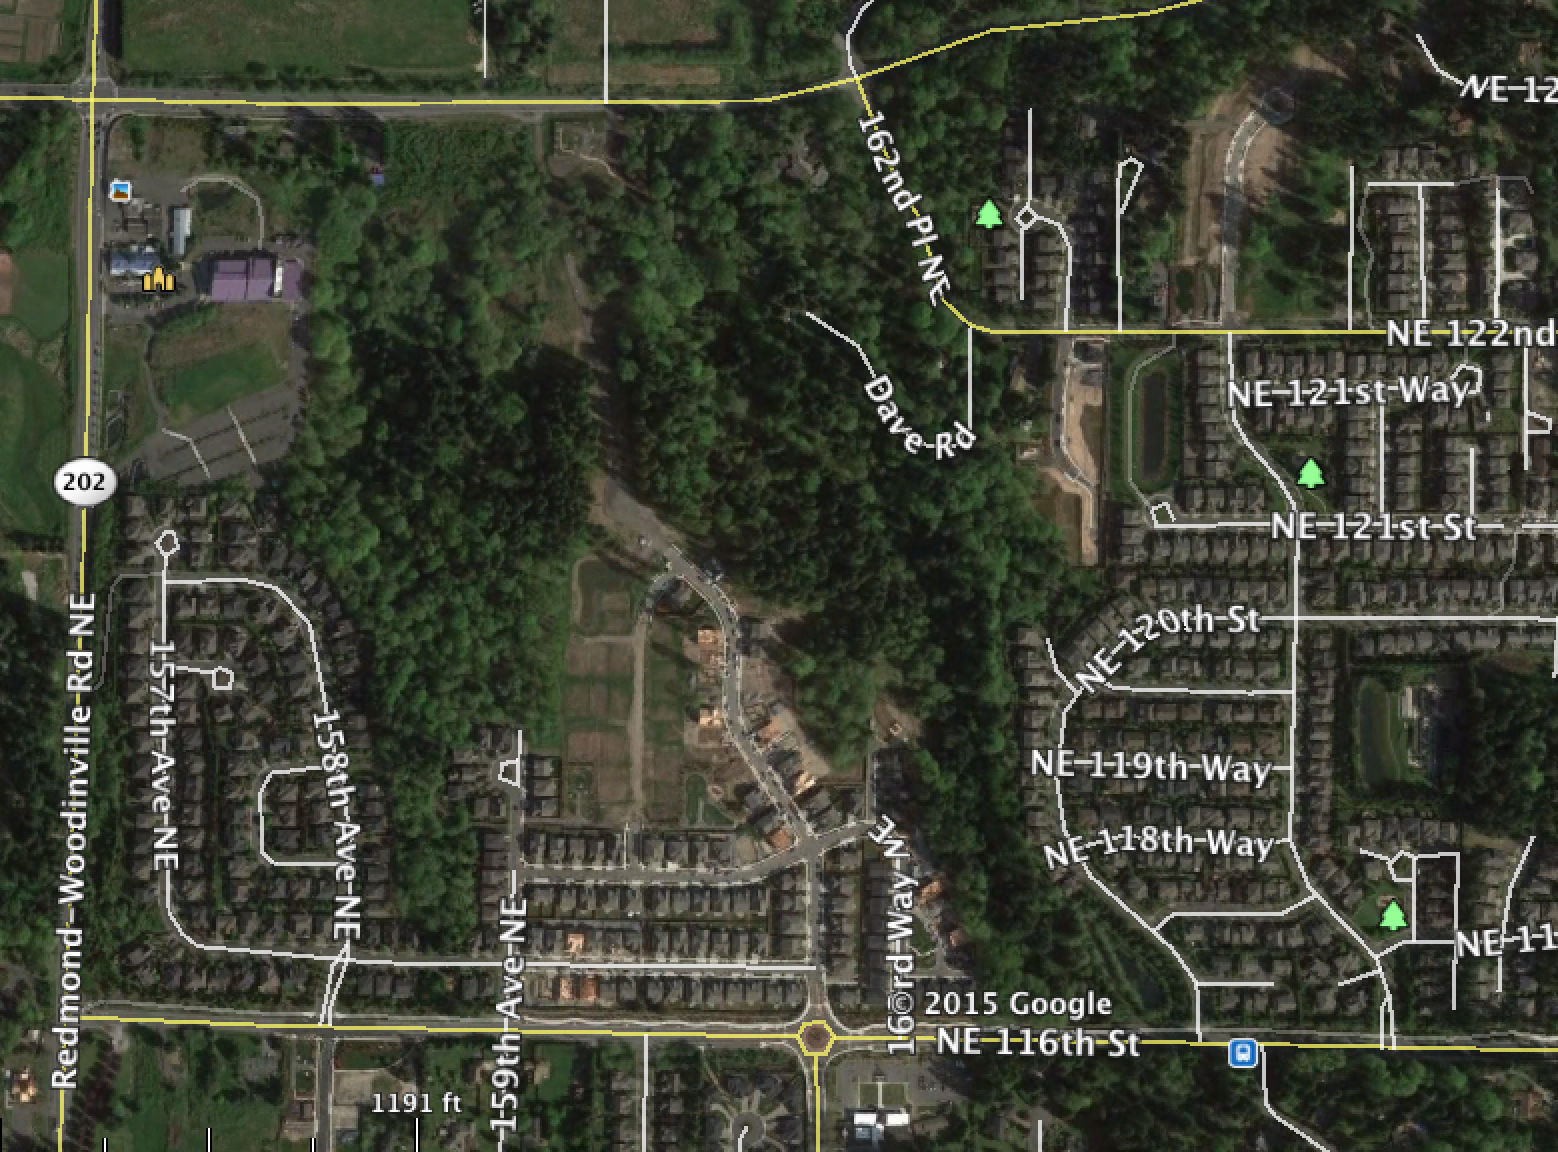 NE 12
162nd Pl NE
NE 122nd
NE 121st Way
Dave Rd
202
NE 121st St
NE 120th St
Redmond-Woodinville Rd NE
157th Ave NE
158th Ave NE
NE 119th Way
NE 118th Way
159th Ave NE
rd Way NE
NE 11
© 2015 Google
NE 116th St
1191 ft